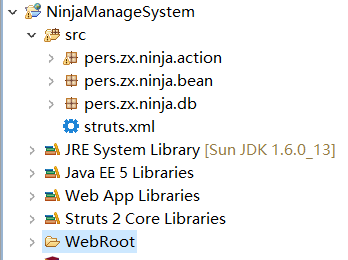 NinjaManageSystem
src
pers.zx.ninja.action
pers.zx.ninja.bean
pers.zx.ninja.db
struts.xml
JRE System Library [Sun JDK 1.6.0_13]
Java EE 5 Libraries
Web App Libraries
Struts 2 Core Libraries
WebRoot